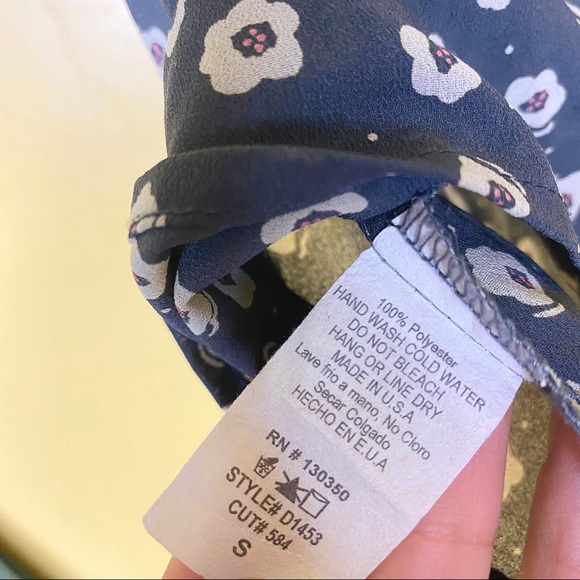 100% Polyester
HAND WASH COLD WATER
DO NOT BLEACH
HANG OR LINE DRY
MADE IN U.S.A
Lave frio a mano, No Cloro
Secar Colgado
HECHO EN E.U.A
RN # 130350
STYLE# D1453
CUT# 584
S